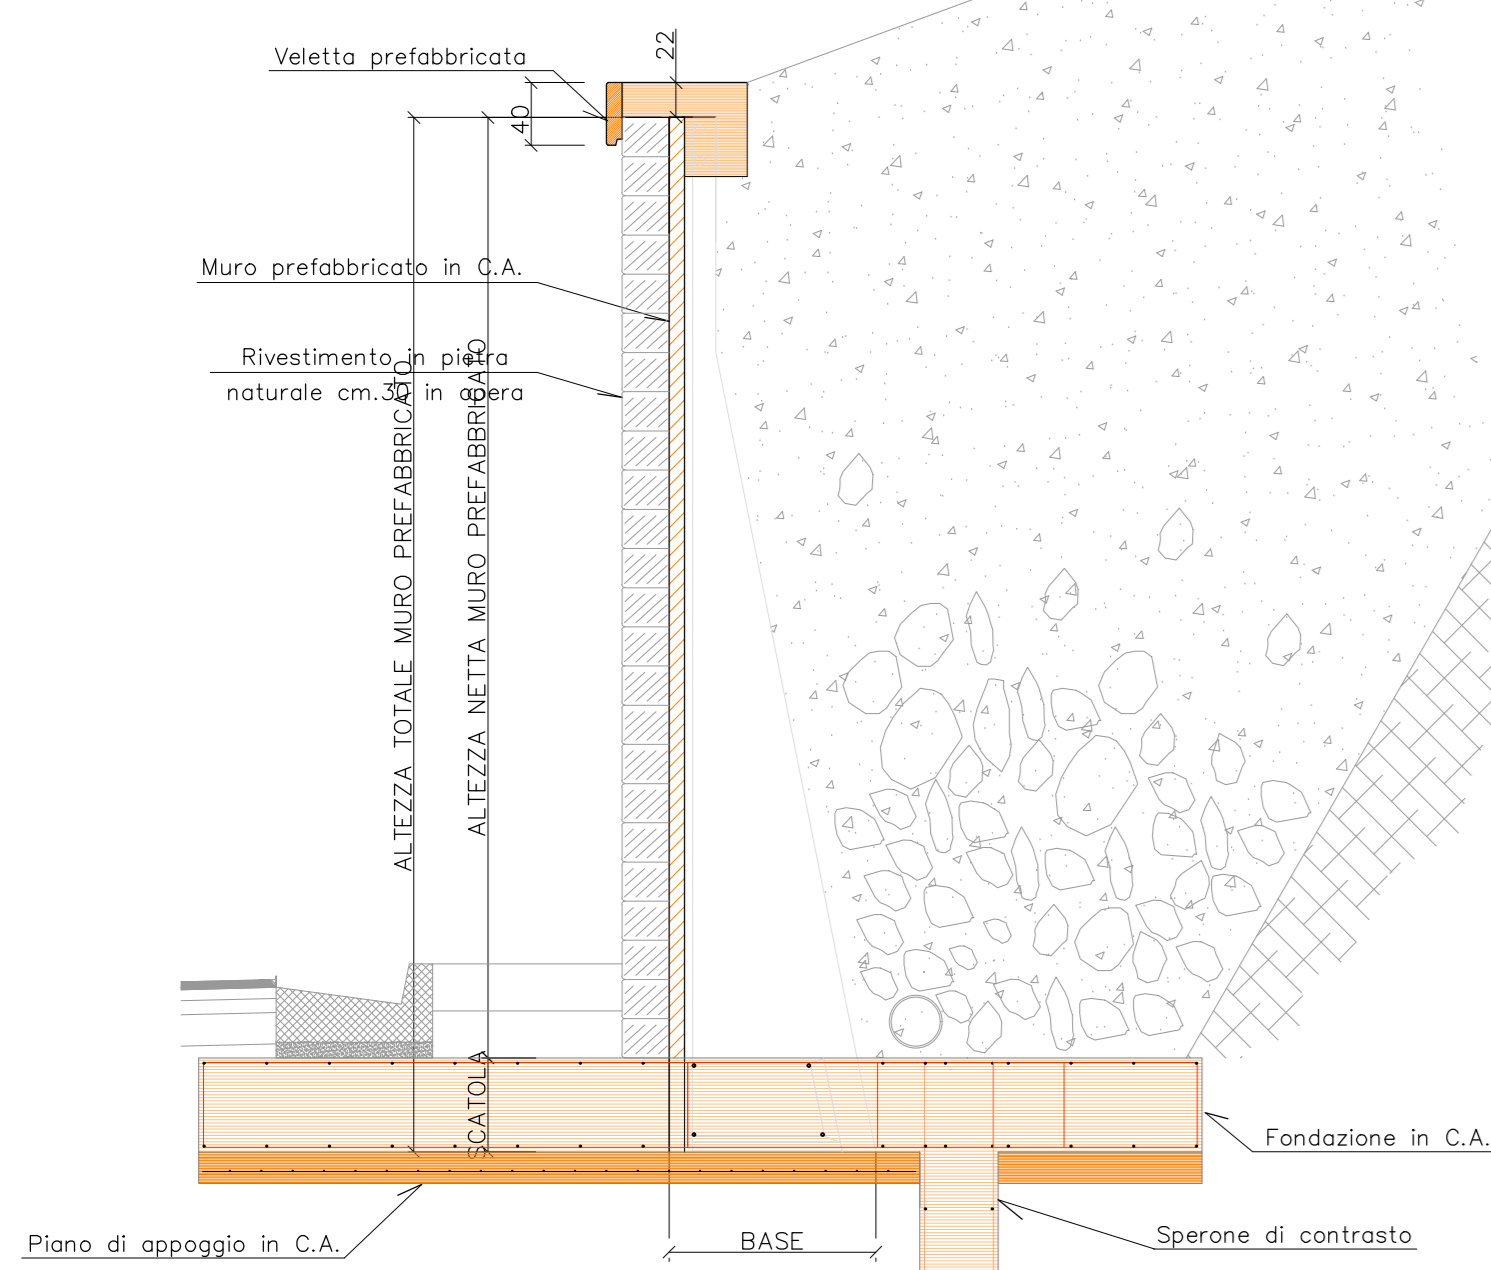 22
Veletta prefabbricata
40
Muro prefabbricato in C.A.
Rivestimento in pietra
naturale cm.30 in opera
ALTEZZA TOTALE MURO PREFABBRICATO
ALTEZZA NETTA MURO PREFABBRICATO
SCATOLA
Fondazione in C.A.
Sperone di contrasto
BASE
Piano di appoggio in C.A.